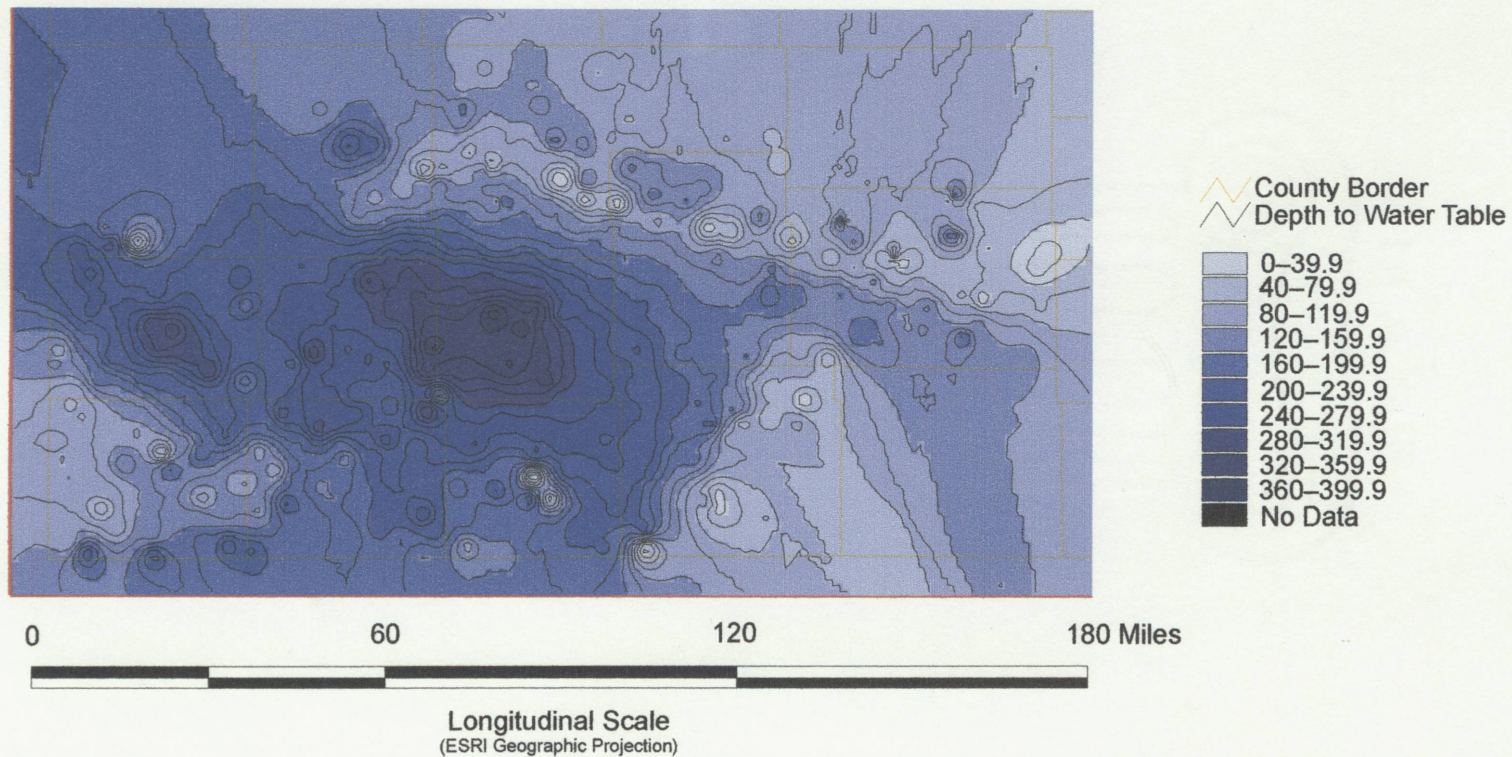 County Border
Depth to Water Table
0–39.9
40–79.9
80–119.9
120–159.9
160–199.9
200–239.9
240–279.9
280–319.9
320–359.9
360–399.9
No Data
0 60 120 180 Miles
Longitudinal Scale
(ESRI Geographic Projection)